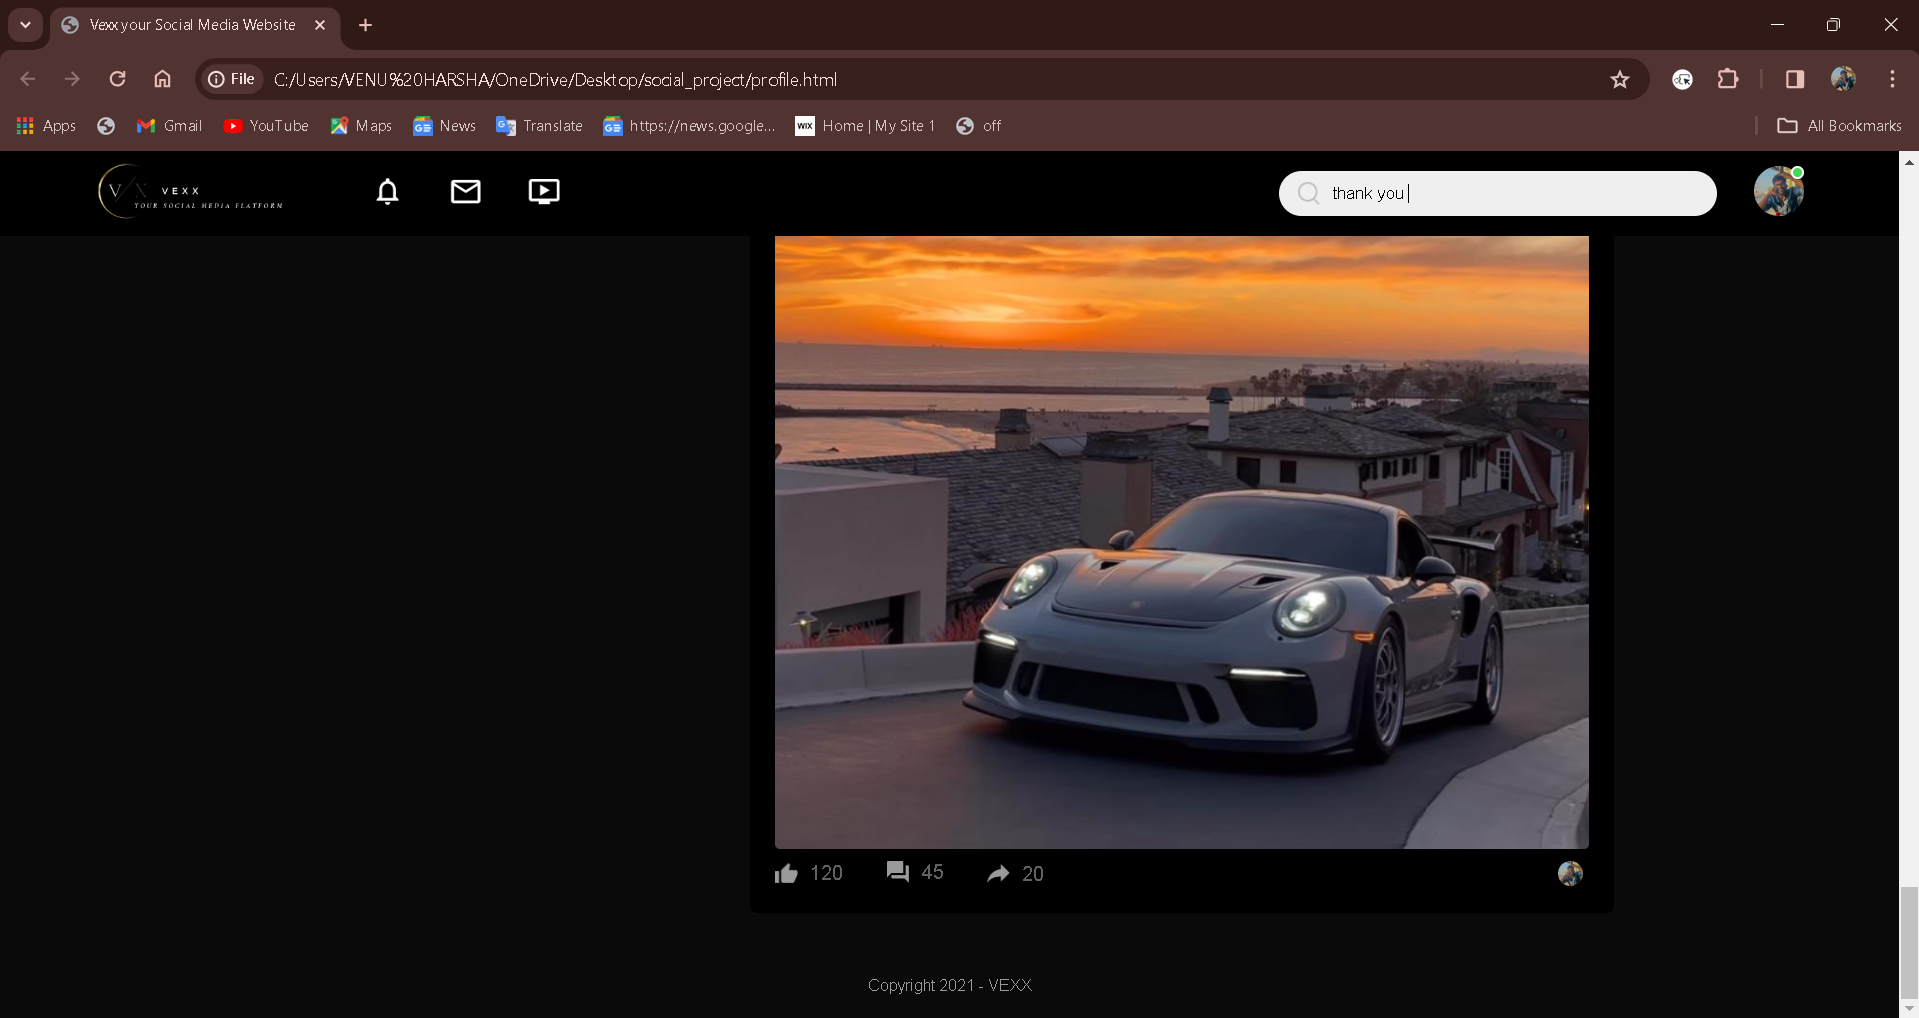 Vexx your Social Media Website
File
C:/Users/VENU%20HARSHA/OneDrive/Desktop/social_project/profile.html
Apps
Gmail
YouTube
Maps
News
Translate
https://news.google...
WIX
Home | My Site 1
off
All Bookmarks
VX
VEXX
YOUR SOCIAL MEDIA PLATFORM
thank you
120
45
20
Copyright 2021 - VEXX